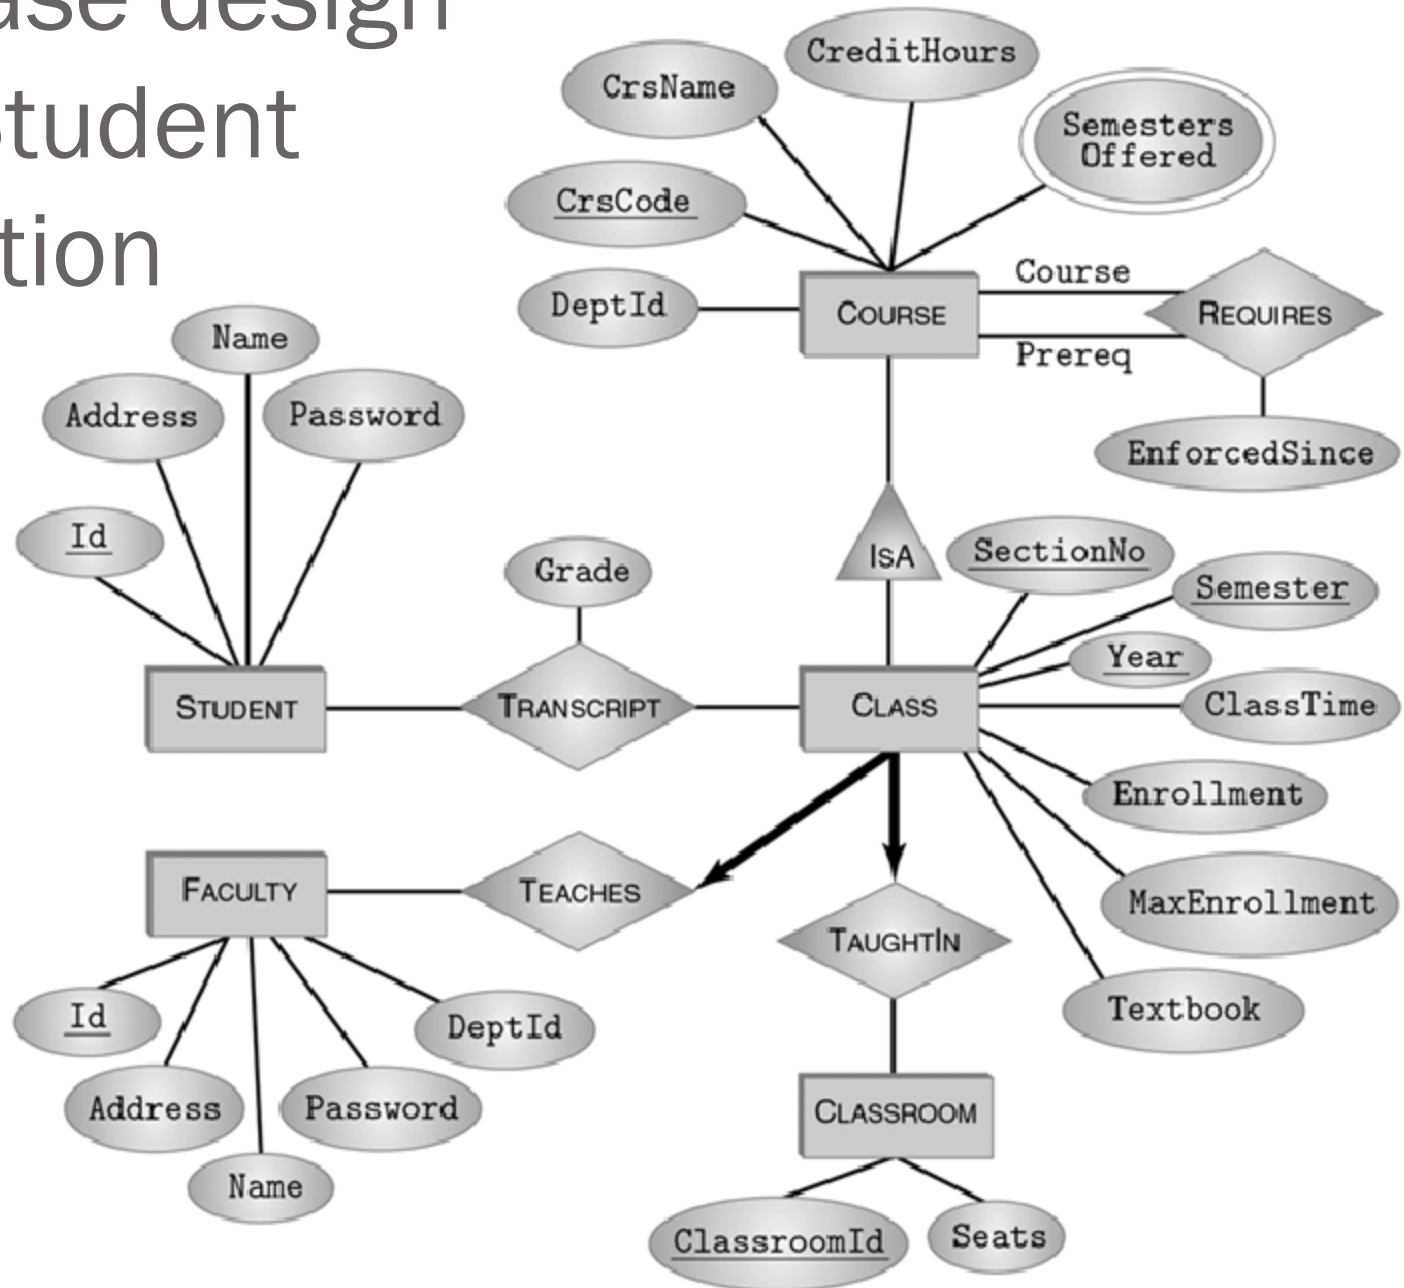 ase design
Student
tion
CreditHours
CrsName
Semesters
Offered
CrsCode
Course
DeptId
COURSE
REQUIRES
Prereq
Name
Address
Password
EnforcedSince
Id
IsA
SectionNo
Grade
Semester
Year
STUDENT
TRANSCRIPT
CLASS
ClassTime
Enrollment
FACULTY
TEACHES
MaxEnrollment
TAUGHTIN
Id
DeptId
Textbook
Address
Password
CLASSROOM
Name
ClassroomId
Seats